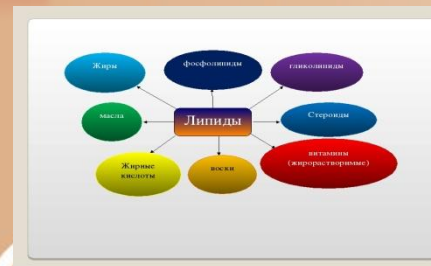 Жиры
фосфолипиды
гликолипиды
масла
Липиды
Стероиды
Жирные
кислоты
воски
витамины
(жирорастворимые)